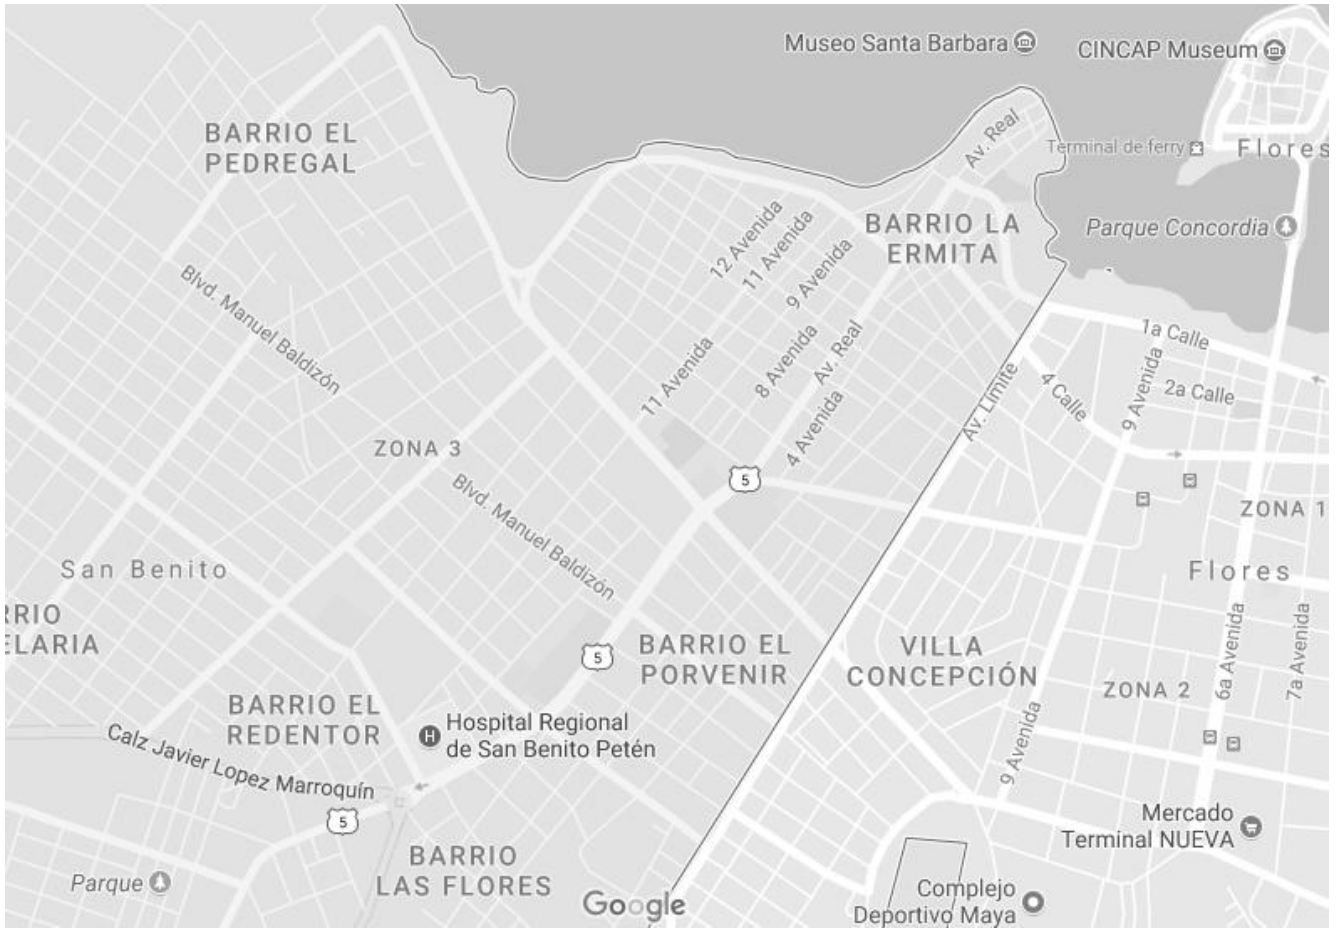 Museo Santa Barbara
CINCAP Museum
BARRIO EL
PEDREGAL
Av. Real
Terminal de ferry
Flores
12 Avenida
11 Avenida
9 Avenida
BARRIO LA
ERMITA
Parque Concordia
Blvd. Manuel Baldizón
11 Avenida
8 Avenida
Av. Real
4 Avenida
Av. Limite
4 Calle
1a Calle
9 Avenida
2a Calle
ZONA 3
5
Blvd. Manuel Baldizón
ZONA 1
San Benito
Flores
RRIO
ELARIA
5
BARRIO EL
PORVENIR
VILLA
CONCEPCIÓN
ZONA 2
6a Avenida
7a Avenida
BARRIO EL
REDENTOR
H
Hospital Regional
de San Benito Petén
9 Avenida
Calz Javier Lopez Marroquín
5
Mercado
Terminal NUEVA
BARRIO
LAS FLORES
Parque
Google
Complejo
Deportivo Maya